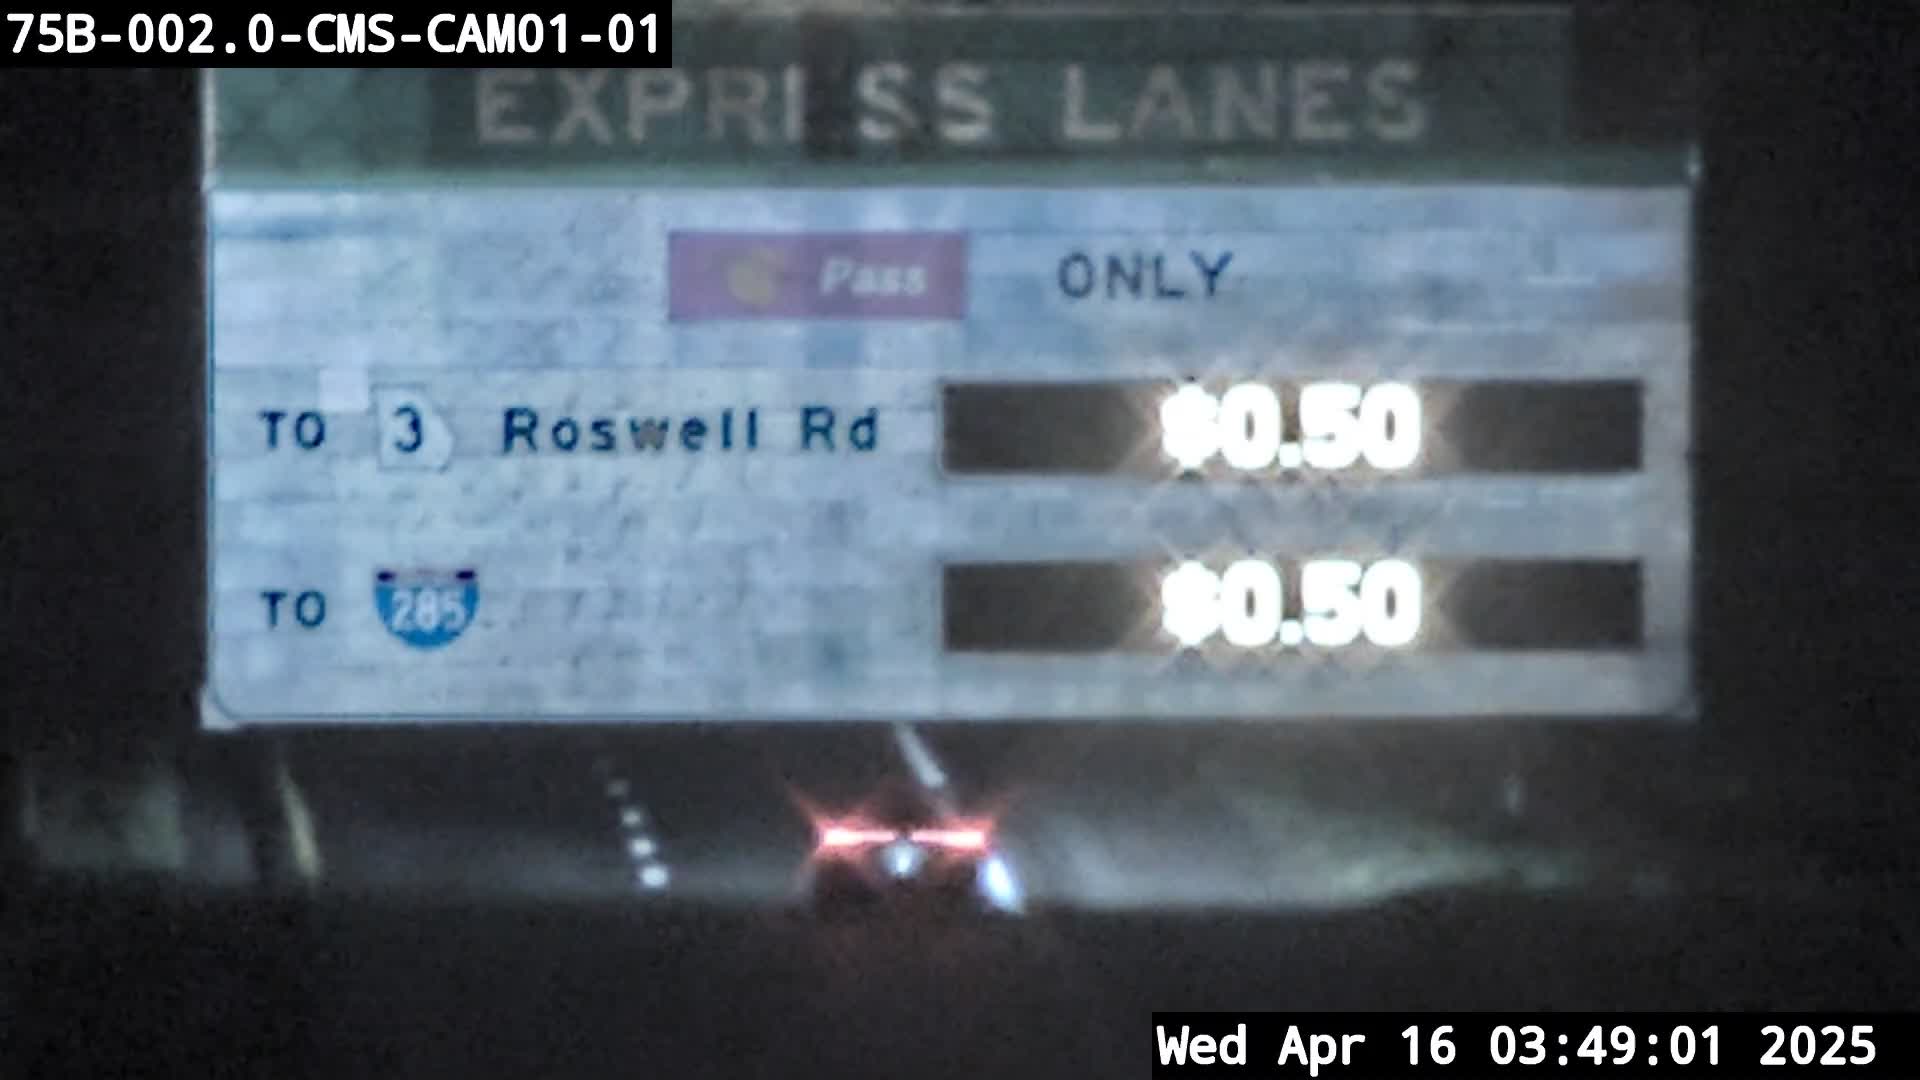 75B-002.0-CMS-CAM01-01
EXPRESS LANES
Pass ONLY
TO 3 Roswell Rd $0.50
TO 285 $0.50
Wed Apr 16 03:49:01 2025